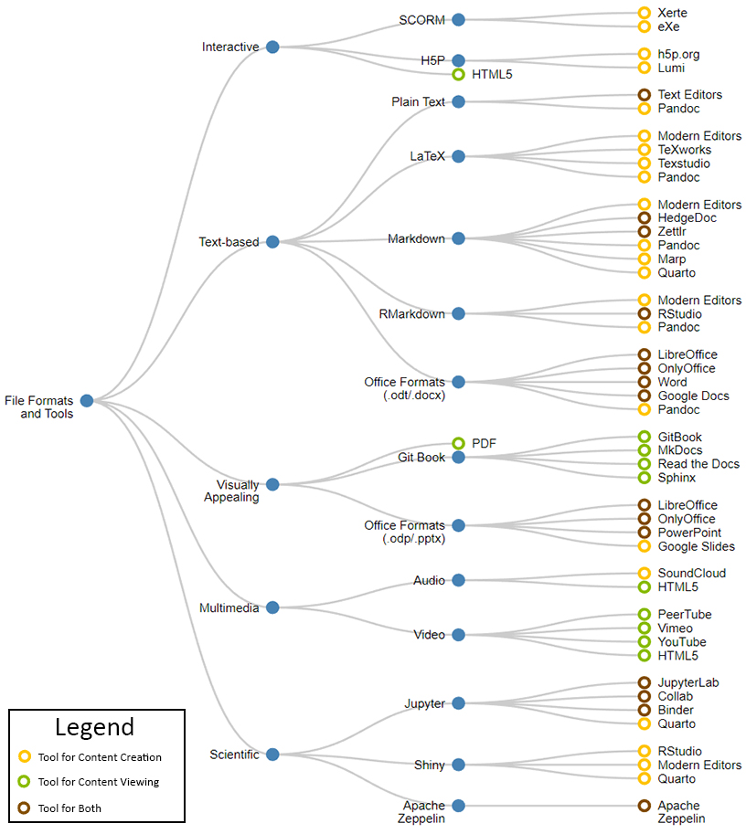 File Formats
and Tools
Interactive
SCORM
Xerte
eXe
H5P
h5p.org
Lumi
HTML5
Text-based
Plain Text
Text Editors
Pandoc
LaTeX
Modern Editors
TeXworks
Texstudio
Pandoc
Markdown
Modern Editors
HedgeDoc
Zettlr
Pandoc
Marp
Quarto
RMarkdown
Modern Editors
RStudio
Pandoc
Office Formats
(.odt/.docx)
LibreOffice
OnlyOffice
Word
Google Docs
Pandoc
Visually
Appealing
PDF
Git Book
GitBook
MkDocs
Read the Docs
Sphinx
Office Formats
(.odp/.pptx)
LibreOffice
OnlyOffice
PowerPoint
Google Slides
Multimedia
Audio
SoundCloud
HTML5
Video
PeerTube
Vimeo
YouTube
HTML5
Scientific
Jupyter
JupyterLab
Collab
Binder
Quarto
Shiny
RStudio
Modern Editors
Quarto
Apache
Zeppelin
Apache
Zeppelin
Legend
Tool for Content Creation
Tool for Content Viewing
Tool for Both